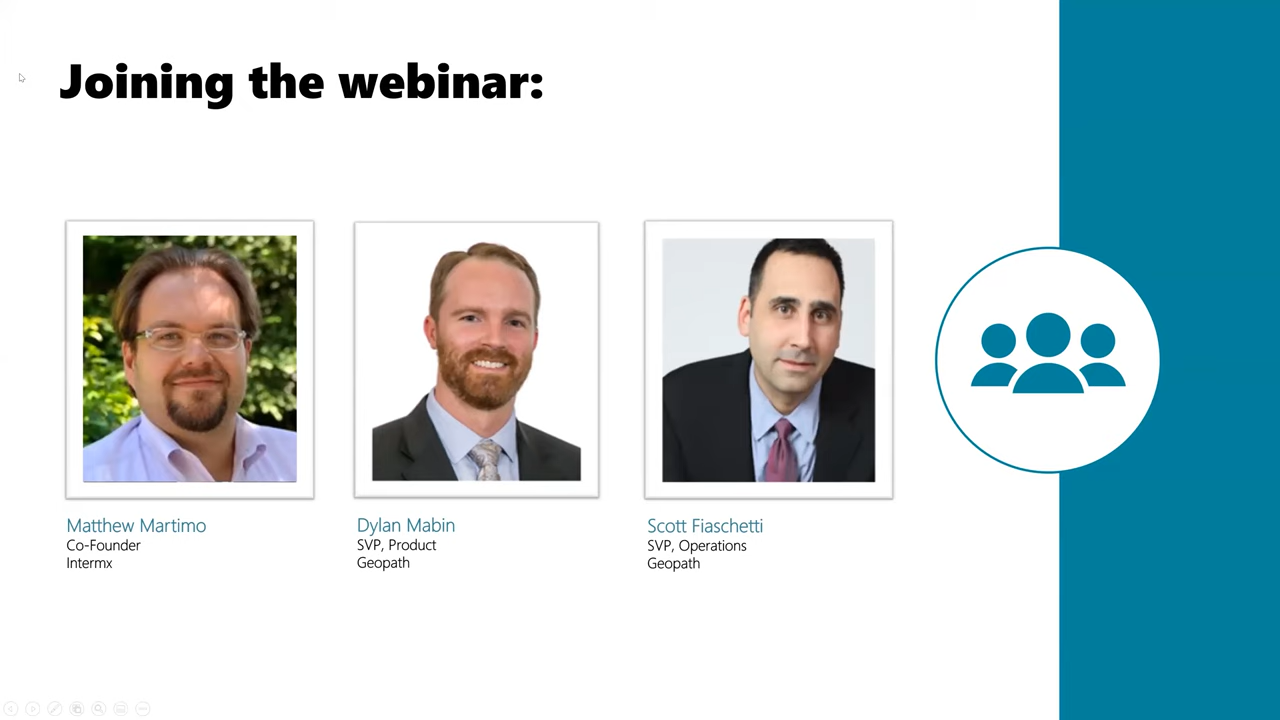 Joining the webinar:
Matthew Martimo
Co-Founder
Intermx
Dylan Mabin
SVP, Product
Geopath
Scott Fiaschetti
SVP, Operations
Geopath